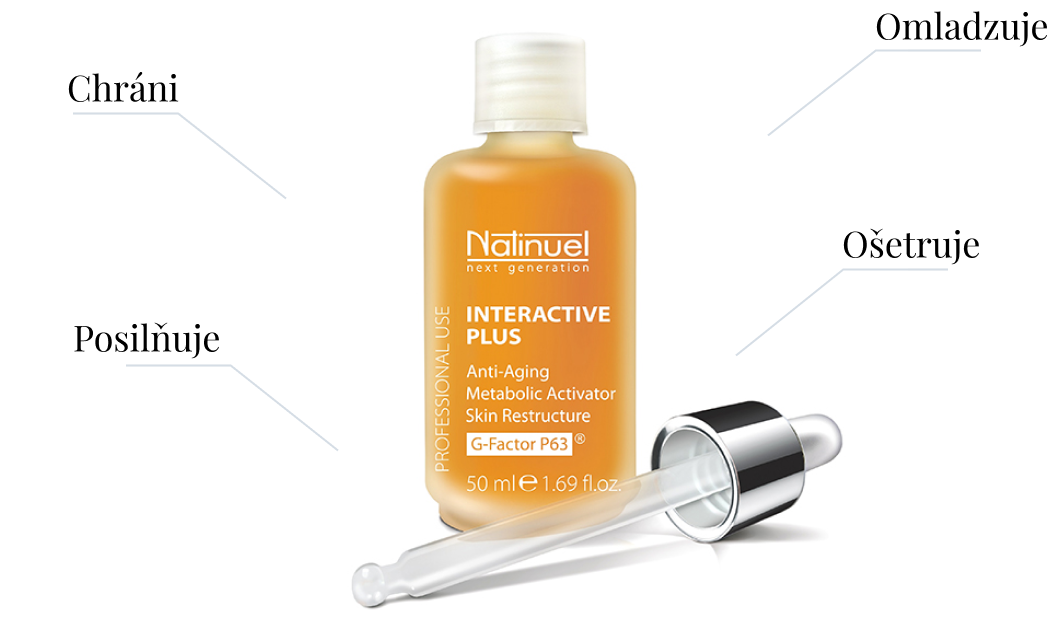 Omladzuje
Chráni
Ošetruje
Posilňuje
Natinuel
next generation
PROFESSIONAL USE
INTERACTIVE
PLUS
Anti-Aging
Metabolic Activator
Skin Restructure
G-Factor P63 ®
50 ml e 1.69 fl.oz.